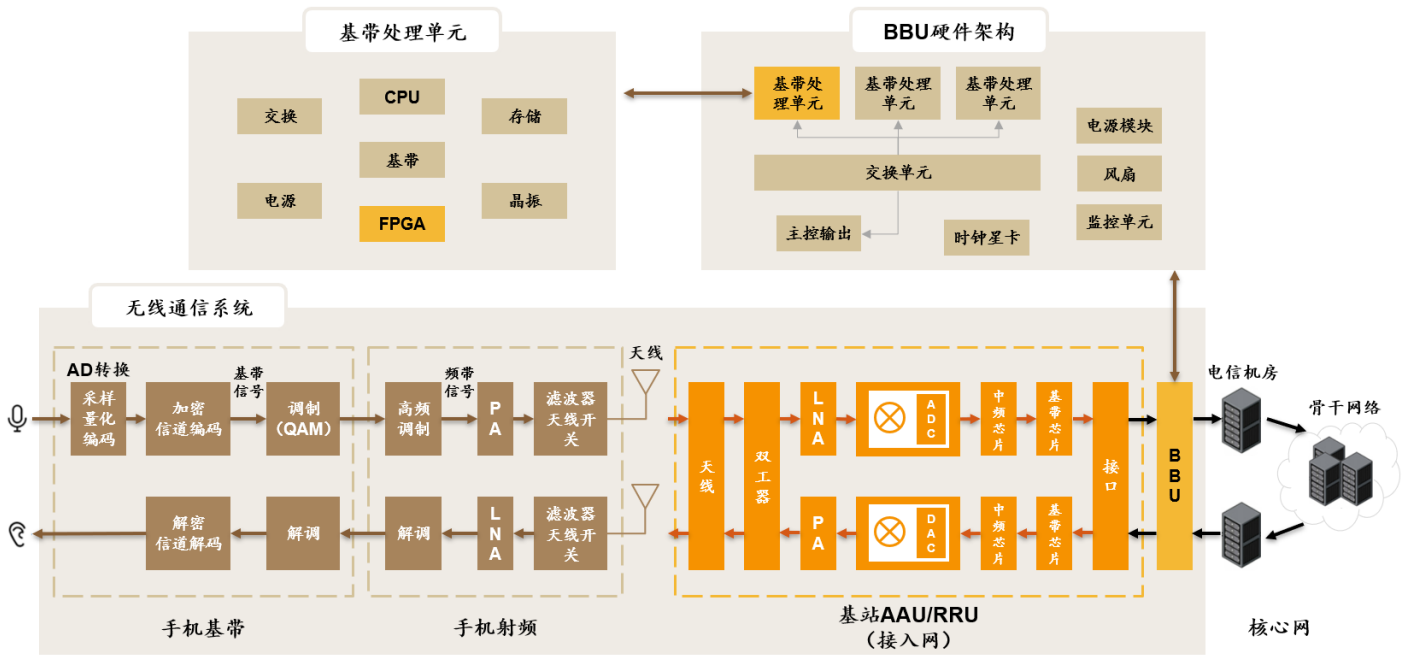 基带处理单元
BBU硬件架构
CPU
交换
存储
基带
电源
晶振
FPGA
基带处
理单元
基带处理
单元
基带处理
单元
电源模块
交换单元
风扇
主控输出
时钟星卡
监控单元
无线通信系统
AD转换
采样
量化
编码
加密
信道编码
基带
信号
调制
（QAM）
高频
调制
频带
信号
PA
滤波器
天线开
关
天线
天线
双工器
LNA
ADC
中频芯片
基带芯片
接口
BBU
电信机房
骨干网络
解密
信道解码
解调
解调
LNA
滤波器
天线开
关
PA
DAC
中频芯片
基带芯片
手机基带
手机射频
基站AAU/RRU
（接入网）
核心网